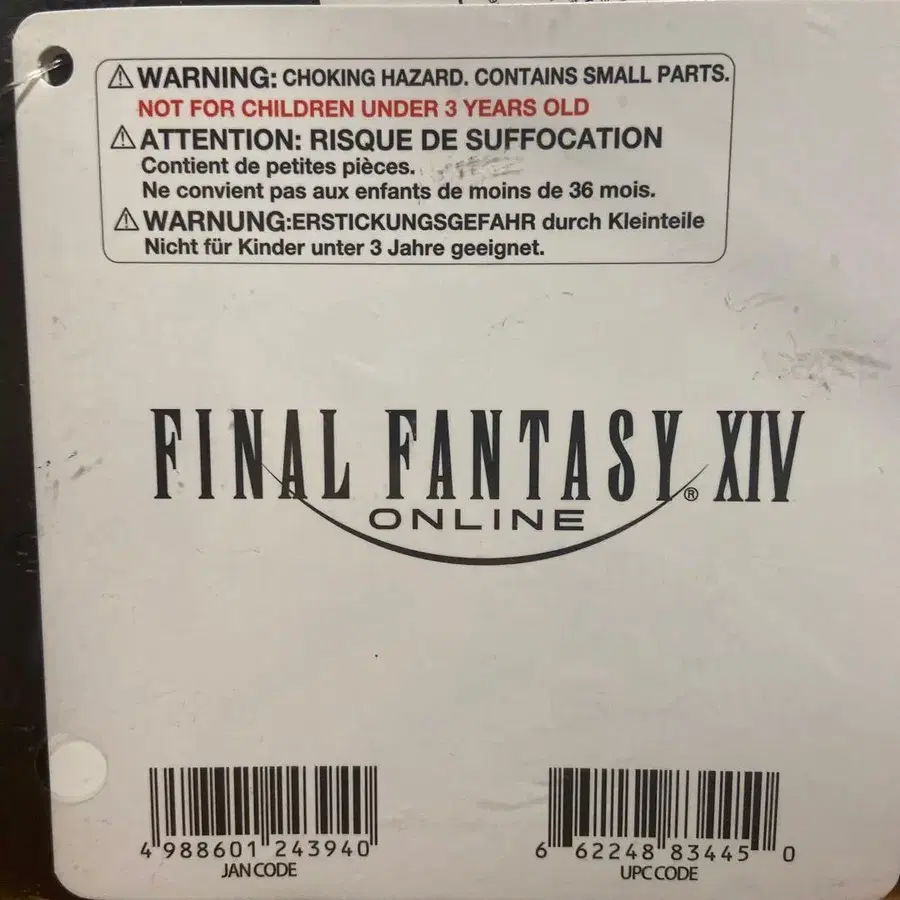 ⚠WARNING: CHOKING HAZARD. CONTAINS SMALL PARTS.
NOT FOR CHILDREN UNDER 3 YEARS OLD
⚠ATTENTION: RISQUE DE SUFFOCATION
Contient de petites pièces.
Ne convient pas aux enfants de moins de 36 mois.
⚠WARNUNG:ERSTICKUNGSGEFAHR durch Kleinteile
Nicht für Kinder unter 3 Jahre geeignet.
FINAL FANTASY® XIV
ONLINE
4 988601 243940
JAN CODE
6 62248 83445 0
UPC CODE